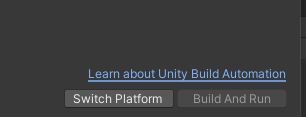 Learn about Unity Build Automation
Switch Platform
Build And Run